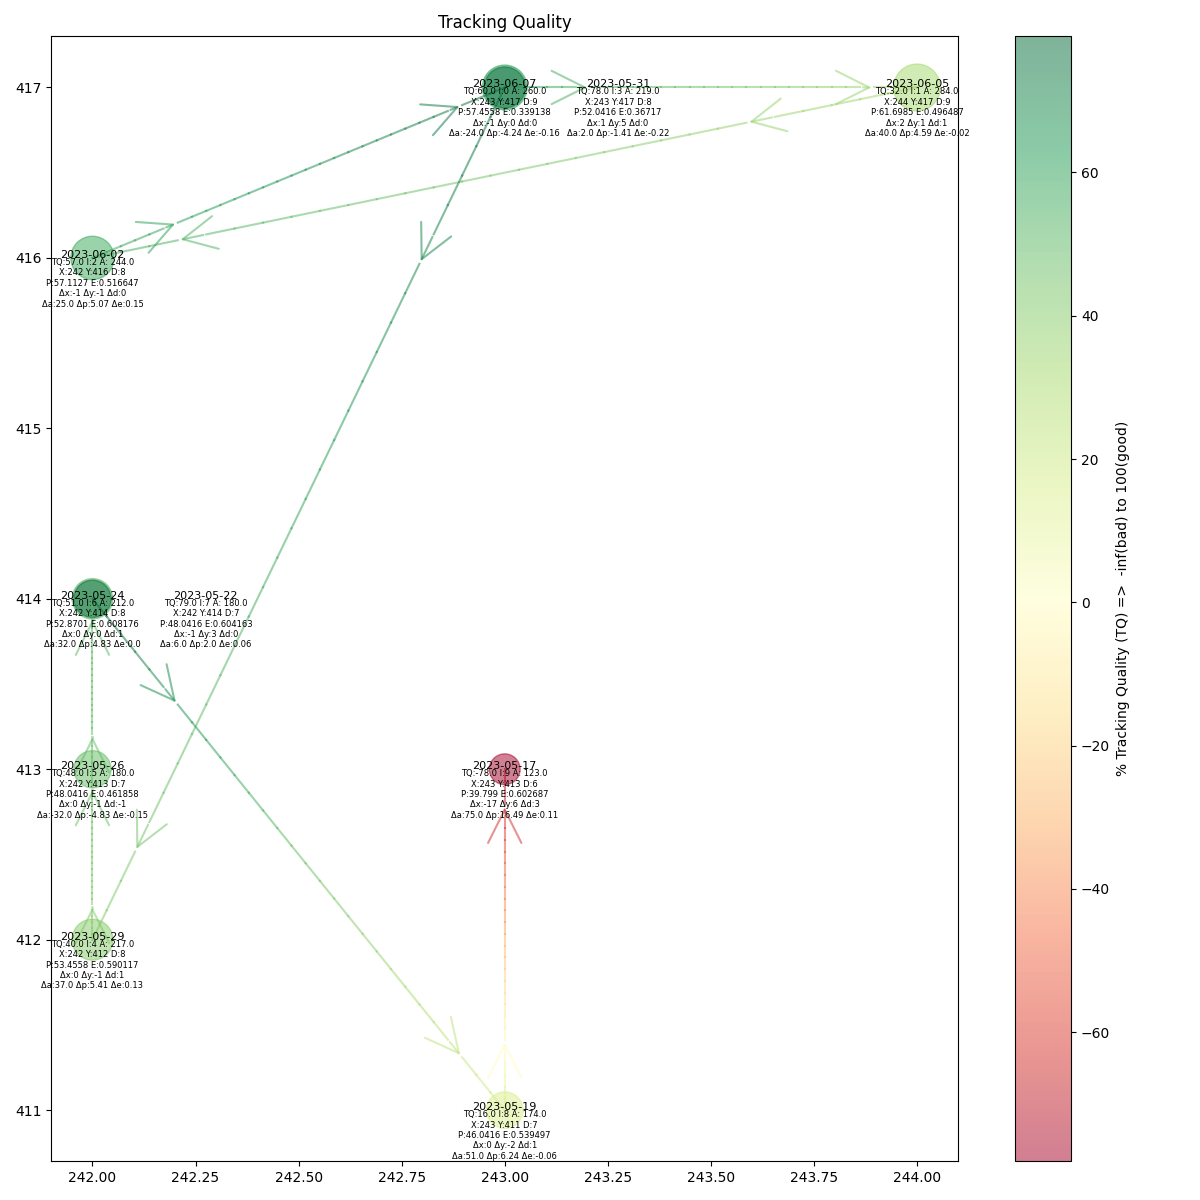 Tracking Quality
417
416
415
414
413
412
411
2023-06-07
TQ:60.0 I:0 A: 260.0
X:243 Y:417 D:9
P:57.4558 E:0.339138
Δx:-1 Δy:0 Δd:0
Δa:-24.0 Δp:-4.24 Δe:-0.16
2023-05-31
TQ:78.0 I:3 A: 219.0
X:243 Y:417 D:8
P:52.0416 E:0.36717
Δx:1 Δy:5 Δd:0
Δa:2.0 Δp:-1.41 Δe:-0.22
2023-06-05
TQ:32.0 I:1 A: 284.0
X:244 Y:417 D:9
P:61.6985 E:0.496487
Δx:2 Δy:1 Δd:1
Δa:40.0 Δp:4.59 Δe:-0.02
2023-06-02
TQ:57.0 I:2 A: 244.0
X:242 Y:416 D:8
P:57.1127 E:0.516647
Δx:-1 Δy:-1 Δd:0
Δa:25.0 Δp:5.07 Δe:0.15
2023-05-24
TQ:51.0 I:6 A: 212.0
X:242 Y:414 D:8
P:52.8701 E:0.608176
Δx:0 Δy:0 Δd:1
Δa:32.0 Δp:4.83 Δe:0.0
2023-05-22
TQ:79.0 I:7 A: 180.0
X:242 Y:414 D:7
P:48.0416 E:0.604163
Δx:-1 Δy:3 Δd:0
Δa:6.0 Δp:2.0 Δe:0.06
2023-05-26
TQ:48.0 I:5 A: 180.0
X:242 Y:413 D:7
P:48.0416 E:0.461858
Δx:0 Δy:-1 Δd:-1
Δa:-32.0 Δp:-4.83 Δe:-0.15
2023-05-17
TQ:-78.0 I:9 A: 123.0
X:243 Y:413 D:6
P:39.799 E:0.602687
Δx:-17 Δy:6 Δd:3
Δa:75.0 Δp:16.49 Δe:0.11
2023-05-29
TQ:40.0 I:4 A: 217.0
X:242 Y:412 D:8
P:53.4558 E:0.590117
Δx:0 Δy:-1 Δd:1
Δa:37.0 Δp:5.41 Δe:0.13
2023-05-19
TQ:16.0 I:8 A: 174.0
X:243 Y:411 D:7
P:46.0416 E:0.539497
Δx:0 Δy:-2 Δd:1
Δa:51.0 Δp:6.24 Δe:-0.06
242.00 242.25 242.50 242.75 243.00 243.25 243.50 243.75 244.00
60
40
20
0
−20
−40
−60
% Tracking Quality (TQ) => -inf(bad) to 100(good)